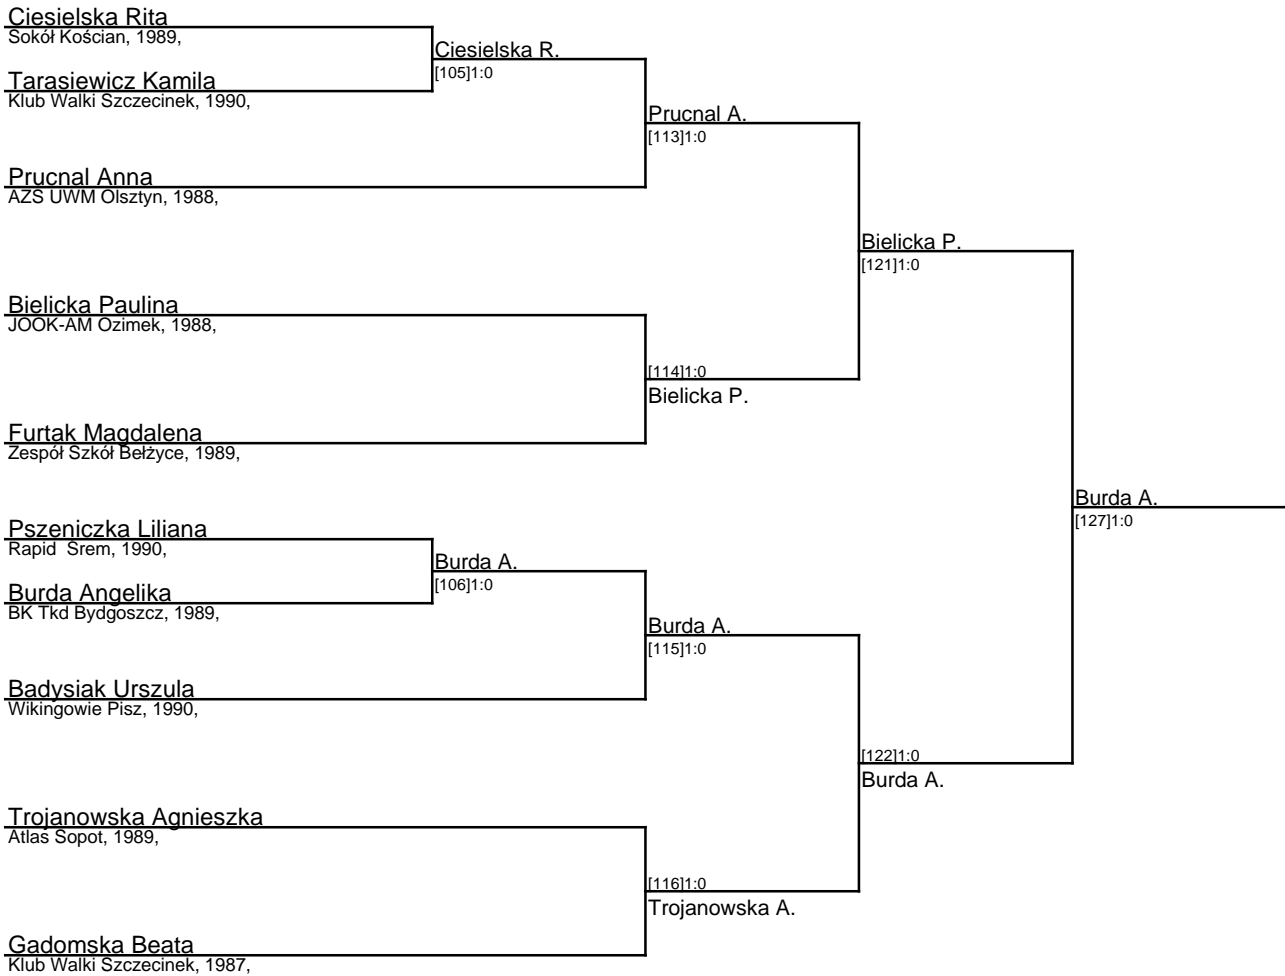 Ciesielska Rita
Sokół Kościan, 1989,
Ciesielska R.
[105]1:0
Tarasiewicz Kamila
Klub Walki Szczecinek, 1990,
Prucnal A.
[113]1:0
Prucnal Anna
AZS UWM Olsztyn, 1988,
Bielicka P.
[121]1:0
Bielicka Paulina
JOOK-AM Ozimek, 1988,
[114]1:0
Bielicka P.
Furtak Magdalena
Zespół Szkół Bełżyce, 1989,
Burda A.
[127]1:0
Pszeniczka Liliana
Rapid Śrem, 1990,
Burda A.
[106]1:0
Burda Angelika
BK Tkd Bydgoszcz, 1989,
Burda A.
[115]1:0
Badysiak Urszula
Wikingowie Pisz, 1990,
[122]1:0
Burda A.
Trojanowska Agnieszka
Atlas Sopot, 1989,
[116]1:0
Trojanowska A.
Gadomska Beata
Klub Walki Szczecinek, 1987,